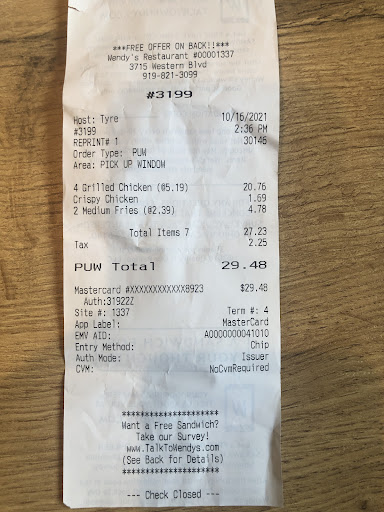 ***FREE OFFER ON BACK!!***
Wendy's Restaurant #00001337
3715 Western Blvd
919-821-3099
#3199
Host: Tyre 10/16/2021
#3199 2:36 PM
REPRINT# 1 30146
Order Type: PUW
Area: PICK UP WINDOW
4 Grilled Chicken (@5.19) 20.76
Crispy Chicken 1.69
2 Medium Fries (@2.39) 4.78
Total Items 7 27.23
Tax 2.25
PUW Total 29.48
Mastercard #XXXXXXXXXXXX8923 $29.48
Auth:31922Z
Site #: 1337 Term #: 4
App Label: MasterCard
EMV AID: A0000000041010
Entry Method: Chip
Auth Mode: Issuer
CVM: NoCvmRequired
*********************
Want a Free Sandwich?
Take our Survey!
www.TalkToWendys.com
(See Back for Details)
*********************
--- Check Closed ---